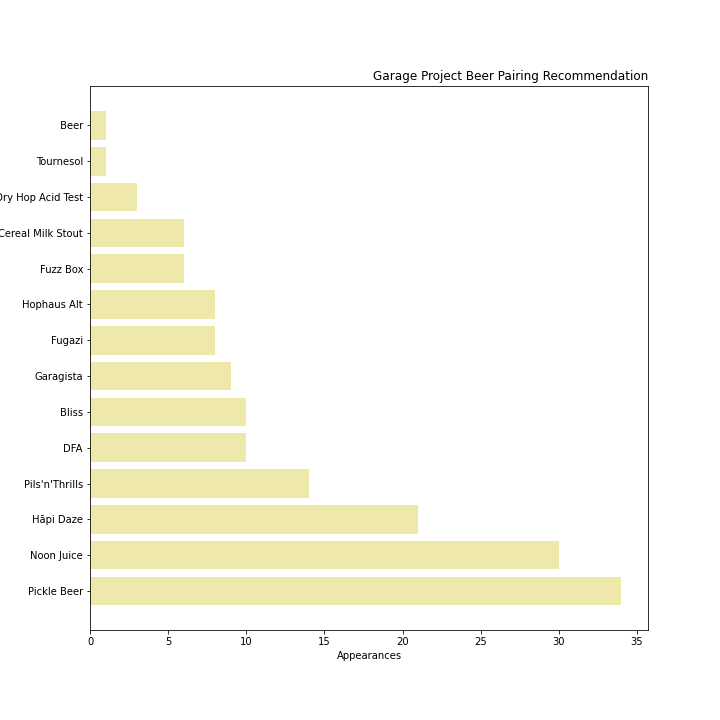 Garage Project Beer Pairing Recommendation
Beer
Tournesol
Dry Hop Acid Test
Cereal Milk Stout
Fuzz Box
Hophaus Alt
Fugazi
Garagista
Bliss
DFA
Pils'n'Thrills
Hāpi Daze
Noon Juice
Pickle Beer
0 5 10 15 20 25 30 35
Appearances